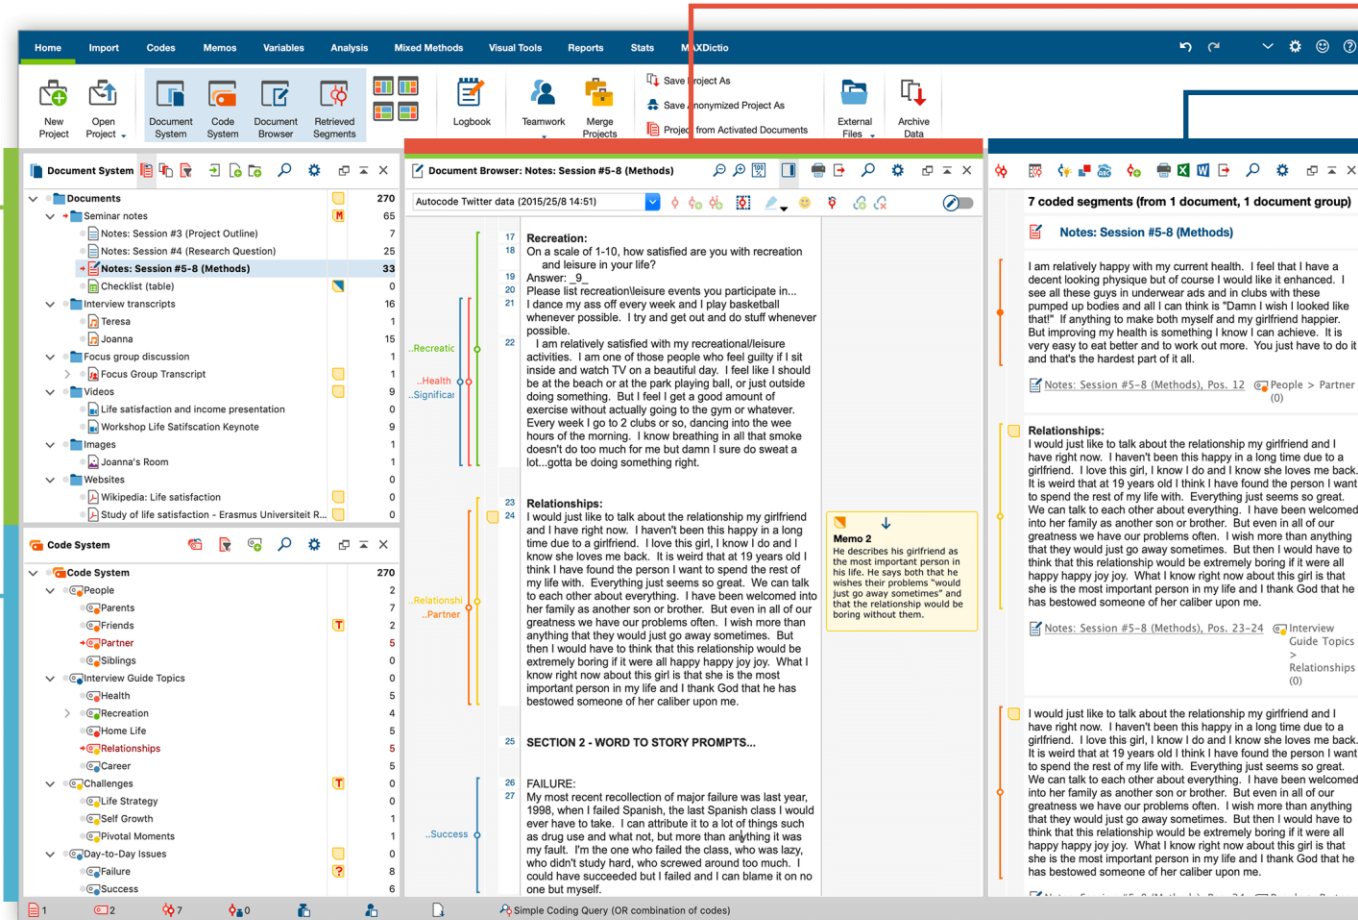 Home Import Codes Memos Variables Analysis Mixed Methods Visual Tools Reports Stats MAXDictio
New Project
Open Project
Document System
Code System
Document Browser
Retrieved Segments
Logbook
Teamwork
Merge Projects
Save Project As
Save Anonymized Project As
Project from Activated Documents
External Files
Archive Data
Document System
Documents 270
Seminar notes M 65
Notes: Session #3 (Project Outline) 7
Notes: Session #4 (Research Question) 25
Notes: Session #5-8 (Methods) 33
Checklist (table) 0
Interview transcripts 16
Teresa 1
Joanna 15
Focus group discussion 1
Focus Group Transcript 1
Videos 9
Life satisfaction and income presentation 0
Workshop Life Satifscation Keynote 9
Images 1
Joanna's Room 1
Websites 0
Wikipedia: Life satisfaction 0
Study of life satisfaction - Erasmus Universiteit R... 0
Code System
Code System 270
People 2
Parents 7
Friends T 2
Partner 5
Siblings 0
Interview Guide Topics 0
Health 5
Recreation 4
Home Life 5
Relationships 5
Career 5
Challenges T 0
Life Strategy 0
Self Growth 1
Pivotal Moments 1
Day-to-Day Issues 0
Failure ? 8
Success 6
Document Browser: Notes: Session #5-8 (Methods)
Autocode Twitter data (2015/25/8 14:51)
..Recreatic
..Health
..Significar
..Relationshi
..Partner
..Success
17 Recreation:
18 On a scale of 1-10, how satisfied are you with recreation
and leisure in your life?
19 Answer: _9_
20 Please list recreation\leisure events you participate in...
21 I dance my ass off every week and I play basketball
whenever possible. I try and get out and do stuff whenever
possible.
22 I am relatively satisfied with my recreational/leisure
activities. I am one of those people who feel guilty if I sit
inside and watch TV on a beautiful day. I feel like I should
be at the beach or at the park playing ball, or just outside
doing something. But I feel I get a good amount of
exercise without actually going to the gym or whatever.
Every week I go to 2 clubs or so, dancing into the wee
hours of the morning. I know breathing in all that smoke
doesn't do too much for me but damn I sure do sweat a
lot...gotta be doing something right.
23 Relationships:
24 I would just like to talk about the relationship my girlfriend
and I have right now. I haven't been this happy in a long
time due to a girlfriend. I love this girl, I know I do and I
know she loves me back. It is weird that at 19 years old I
think I have found the person I want to spend the rest of
my life with. Everything just seems so great. We can talk
to each other about everything. I have been welcomed into
her family as another son or brother. But even in all of our
greatness we have our problems often. I wish more than
anything that they would just go away sometimes. But
then I would have to think that this relationship would be
extremely boring if it were all happy happy joy joy. What I
know right now about this girl is that she is the most
important person in my life and I thank God that he has
bestowed someone of her caliber upon me.
25 SECTION 2 - WORD TO STORY PROMPTS...
26 FAILURE:
27 My most recent recollection of major failure was last year,
1998, when I failed Spanish, the last Spanish class I would
ever have to take. I can attribute it to a lot of things such
as drug use and what not, but more than anything it was
my fault. I'm the one who failed the class, who was lazy,
who didn't study hard, who screwed around too much. I
could have succeeded but I failed and I can blame it on no
one but myself.
Memo 2
He describes his girlfriend as
the most important person in
his life. He says both that he
wishes their problems "would
just go away sometimes" and
that the relationship would be
boring without them.
7 coded segments (from 1 document, 1 document group)
Notes: Session #5-8 (Methods)
I am relatively happy with my current health. I feel that I have a
decent looking physique but of course I would like it enhanced. I
see all these guys in underwear ads and in clubs with these
pumped up bodies and all I can think is "Damn I wish I looked like
that!" If anything to make both myself and my girlfriend happier.
But improving my health is something I know I can achieve. It is
very easy to eat better and to work out more. You just have to do it
and that's the hardest part of it all.
Notes: Session #5-8 (Methods), Pos. 12 People > Partner
(0)
Relationships:
I would just like to talk about the relationship my girlfriend and I
have right now. I haven't been this happy in a long time due to a
girlfriend. I love this girl, I know I do and I know she loves me back.
It is weird that at 19 years old I think I have found the person I want
to spend the rest of my life with. Everything just seems so great.
We can talk to each other about everything. I have been welcomed
into her family as another son or brother. But even in all of our
greatness we have our problems often. I wish more than anything
that they would just go away sometimes. But then I would have to
think that this relationship would be extremely boring if it were all
happy happy joy joy. What I know right now about this girl is that
she is the most important person in my life and I thank God that he
has bestowed someone of her caliber upon me.
Notes: Session #5-8 (Methods), Pos. 23-24 Interview
Guide Topics
>
Relationships
(0)
I would just like to talk about the relationship my girlfriend and I
have right now. I haven't been this happy in a long time due to a
girlfriend. I love this girl, I know I do and I know she loves me back.
It is weird that at 19 years old I think I have found the person I want
to spend the rest of my life with. Everything just seems so great.
We can talk to each other about everything. I have been welcomed
into her family as another son or brother. But even in all of our
greatness we have our problems often. I wish more than anything
that they would just go away sometimes. But then I would have to
think that this relationship would be extremely boring if it were all
happy happy joy joy. What I know right now about this girl is that
she is the most important person in my life and I thank God that he
has bestowed someone of her caliber upon me.
1 2 7 0 Simple Coding Query (OR combination of codes)